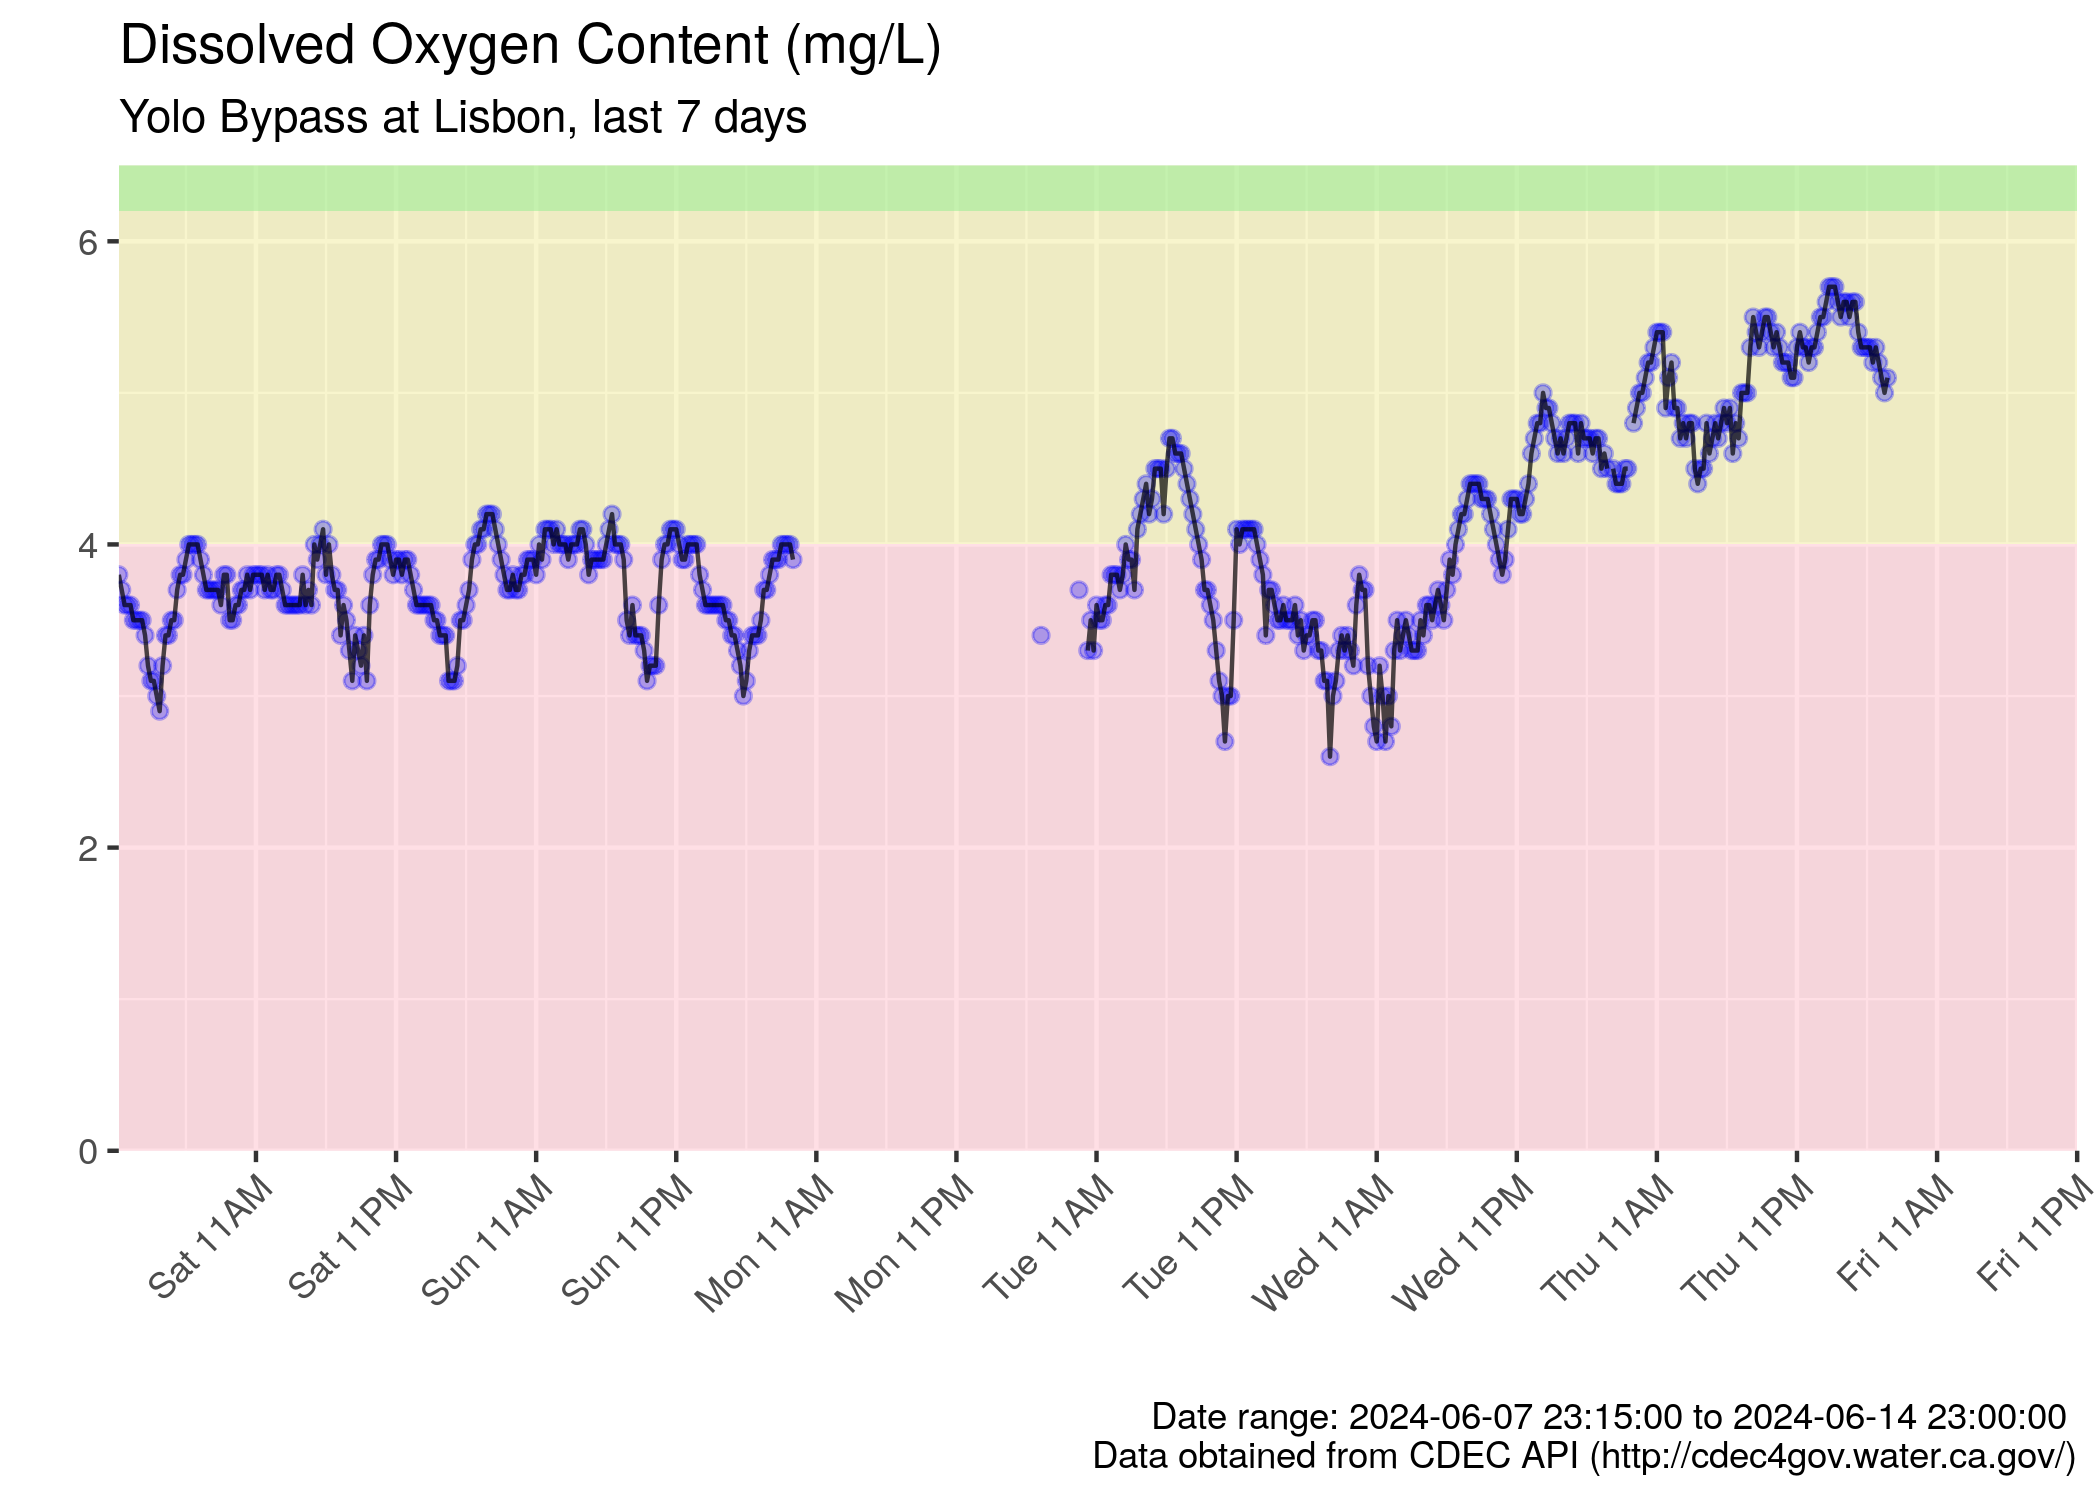 Dissolved Oxygen Content (mg/L)
Yolo Bypass at Lisbon, last 7 days
6
4
2
0
Sat 11AM
Sat 11PM
Sun 11AM
Sun 11PM
Mon 11AM
Mon 11PM
Tue 11AM
Tue 11PM
Wed 11AM
Wed 11PM
Thu 11AM
Thu 11PM
Fri 11AM
Fri 11PM
Date range: 2024-06-07 23:15:00 to 2024-06-14 23:00:00
Data obtained from CDEC API (http://cdec4gov.water.ca.gov/)